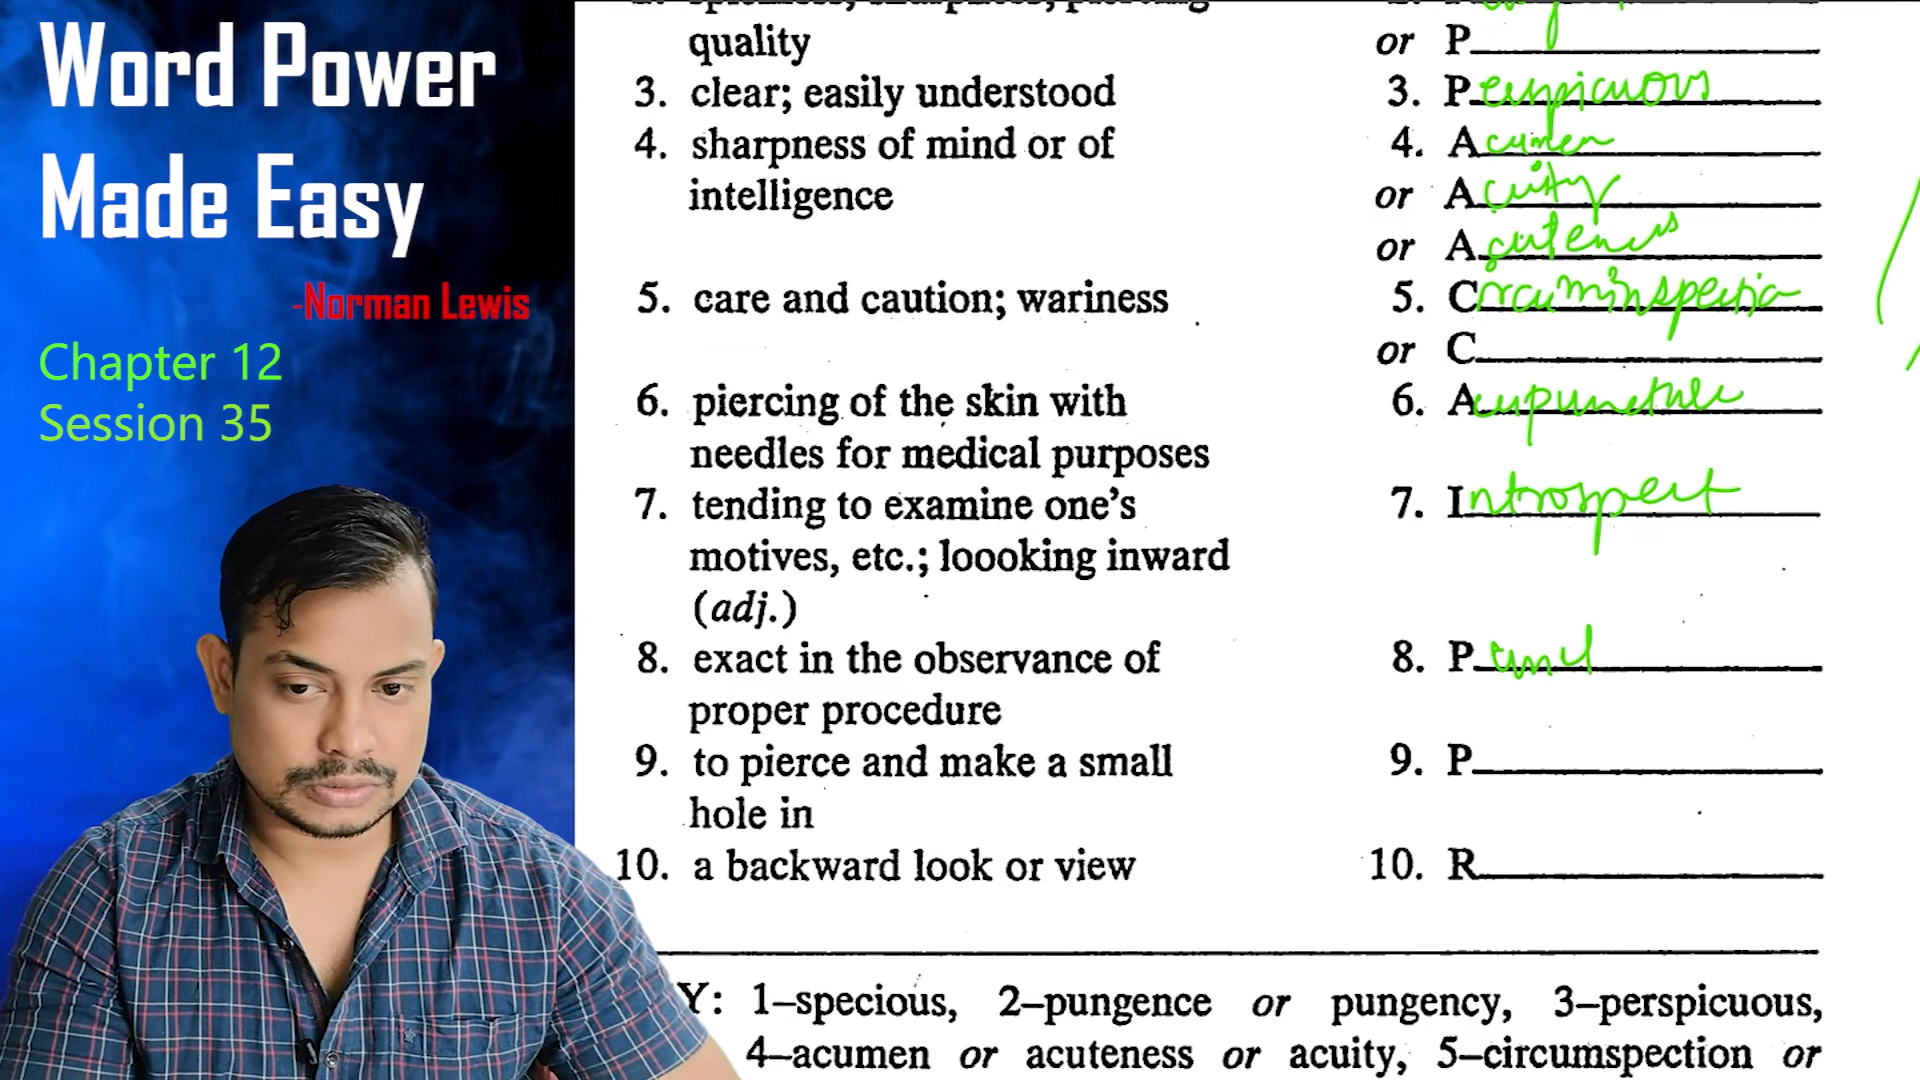 Word Power
Made Easy
-Norman Lewis
Chapter 12
Session 35
quality
or P
3. clear; easily understood
3. Perspicuous
4. sharpness of mind or of
4. Acumen
intelligence
or Acuity
or Acuteness
5. care and caution; wariness
5. C
or C
6. piercing of the skin with
6. A
needles for medical purposes
7. tending to examine one's
7. Introspect
motives, etc.; loooking inward
(adj.)
8. exact in the observance of
8. P
proper procedure
9. to pierce and make a small
9. P
hole in
10. a backward look or view
10. R
Y: 1–specious, 2–pungence or pungency, 3–perspicuous,
4–acumen or acuteness or acuity, 5–circumspection or